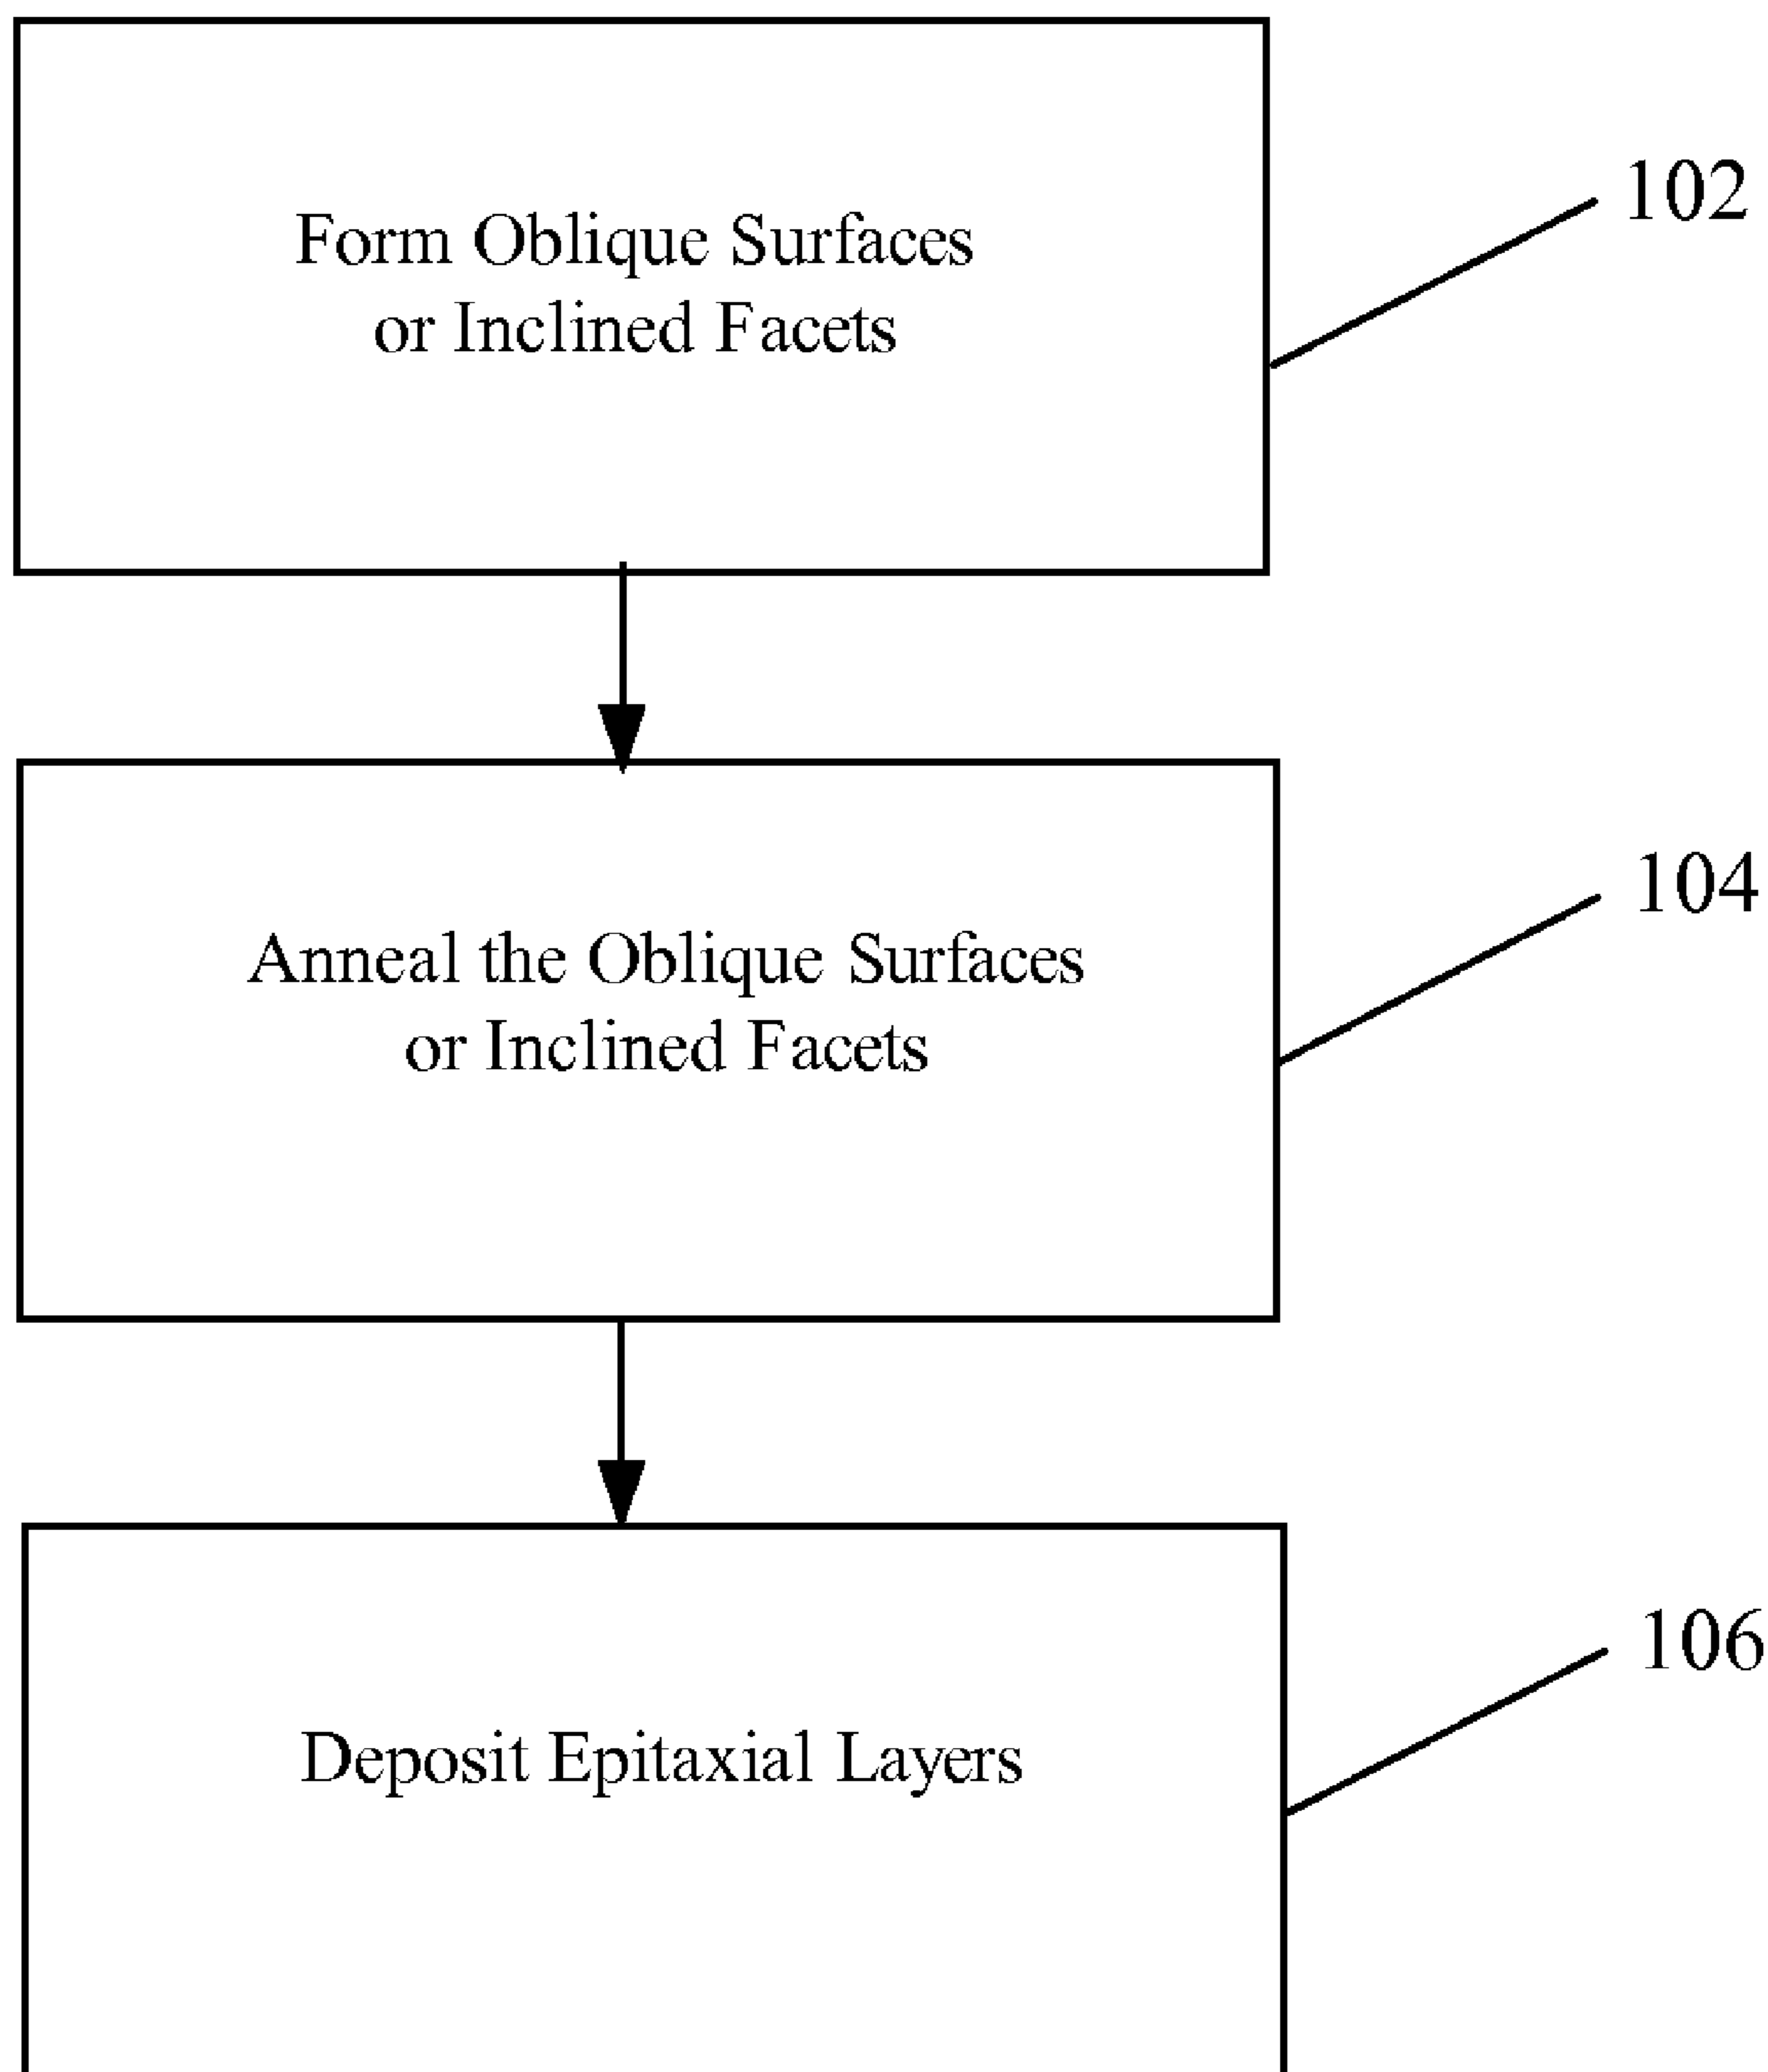 102
Form Oblique Surfaces
or Inclined Facets
104
Anneal the Oblique Surfaces
or Inclined Facets
106
Deposit Epitaxial Layers